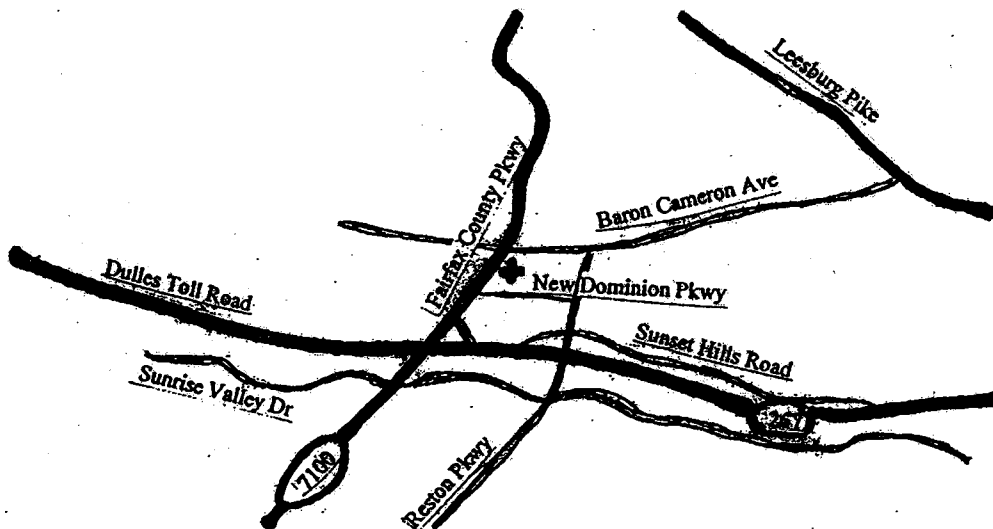 Leesburg Pike
Fairfax County Pkwy
Baron Cameron Ave
Dulles Toll Road
New Dominion Pkwy
Sunset Hills Road
Sunrise Valley Dr
267
7100
Reston Pkwy